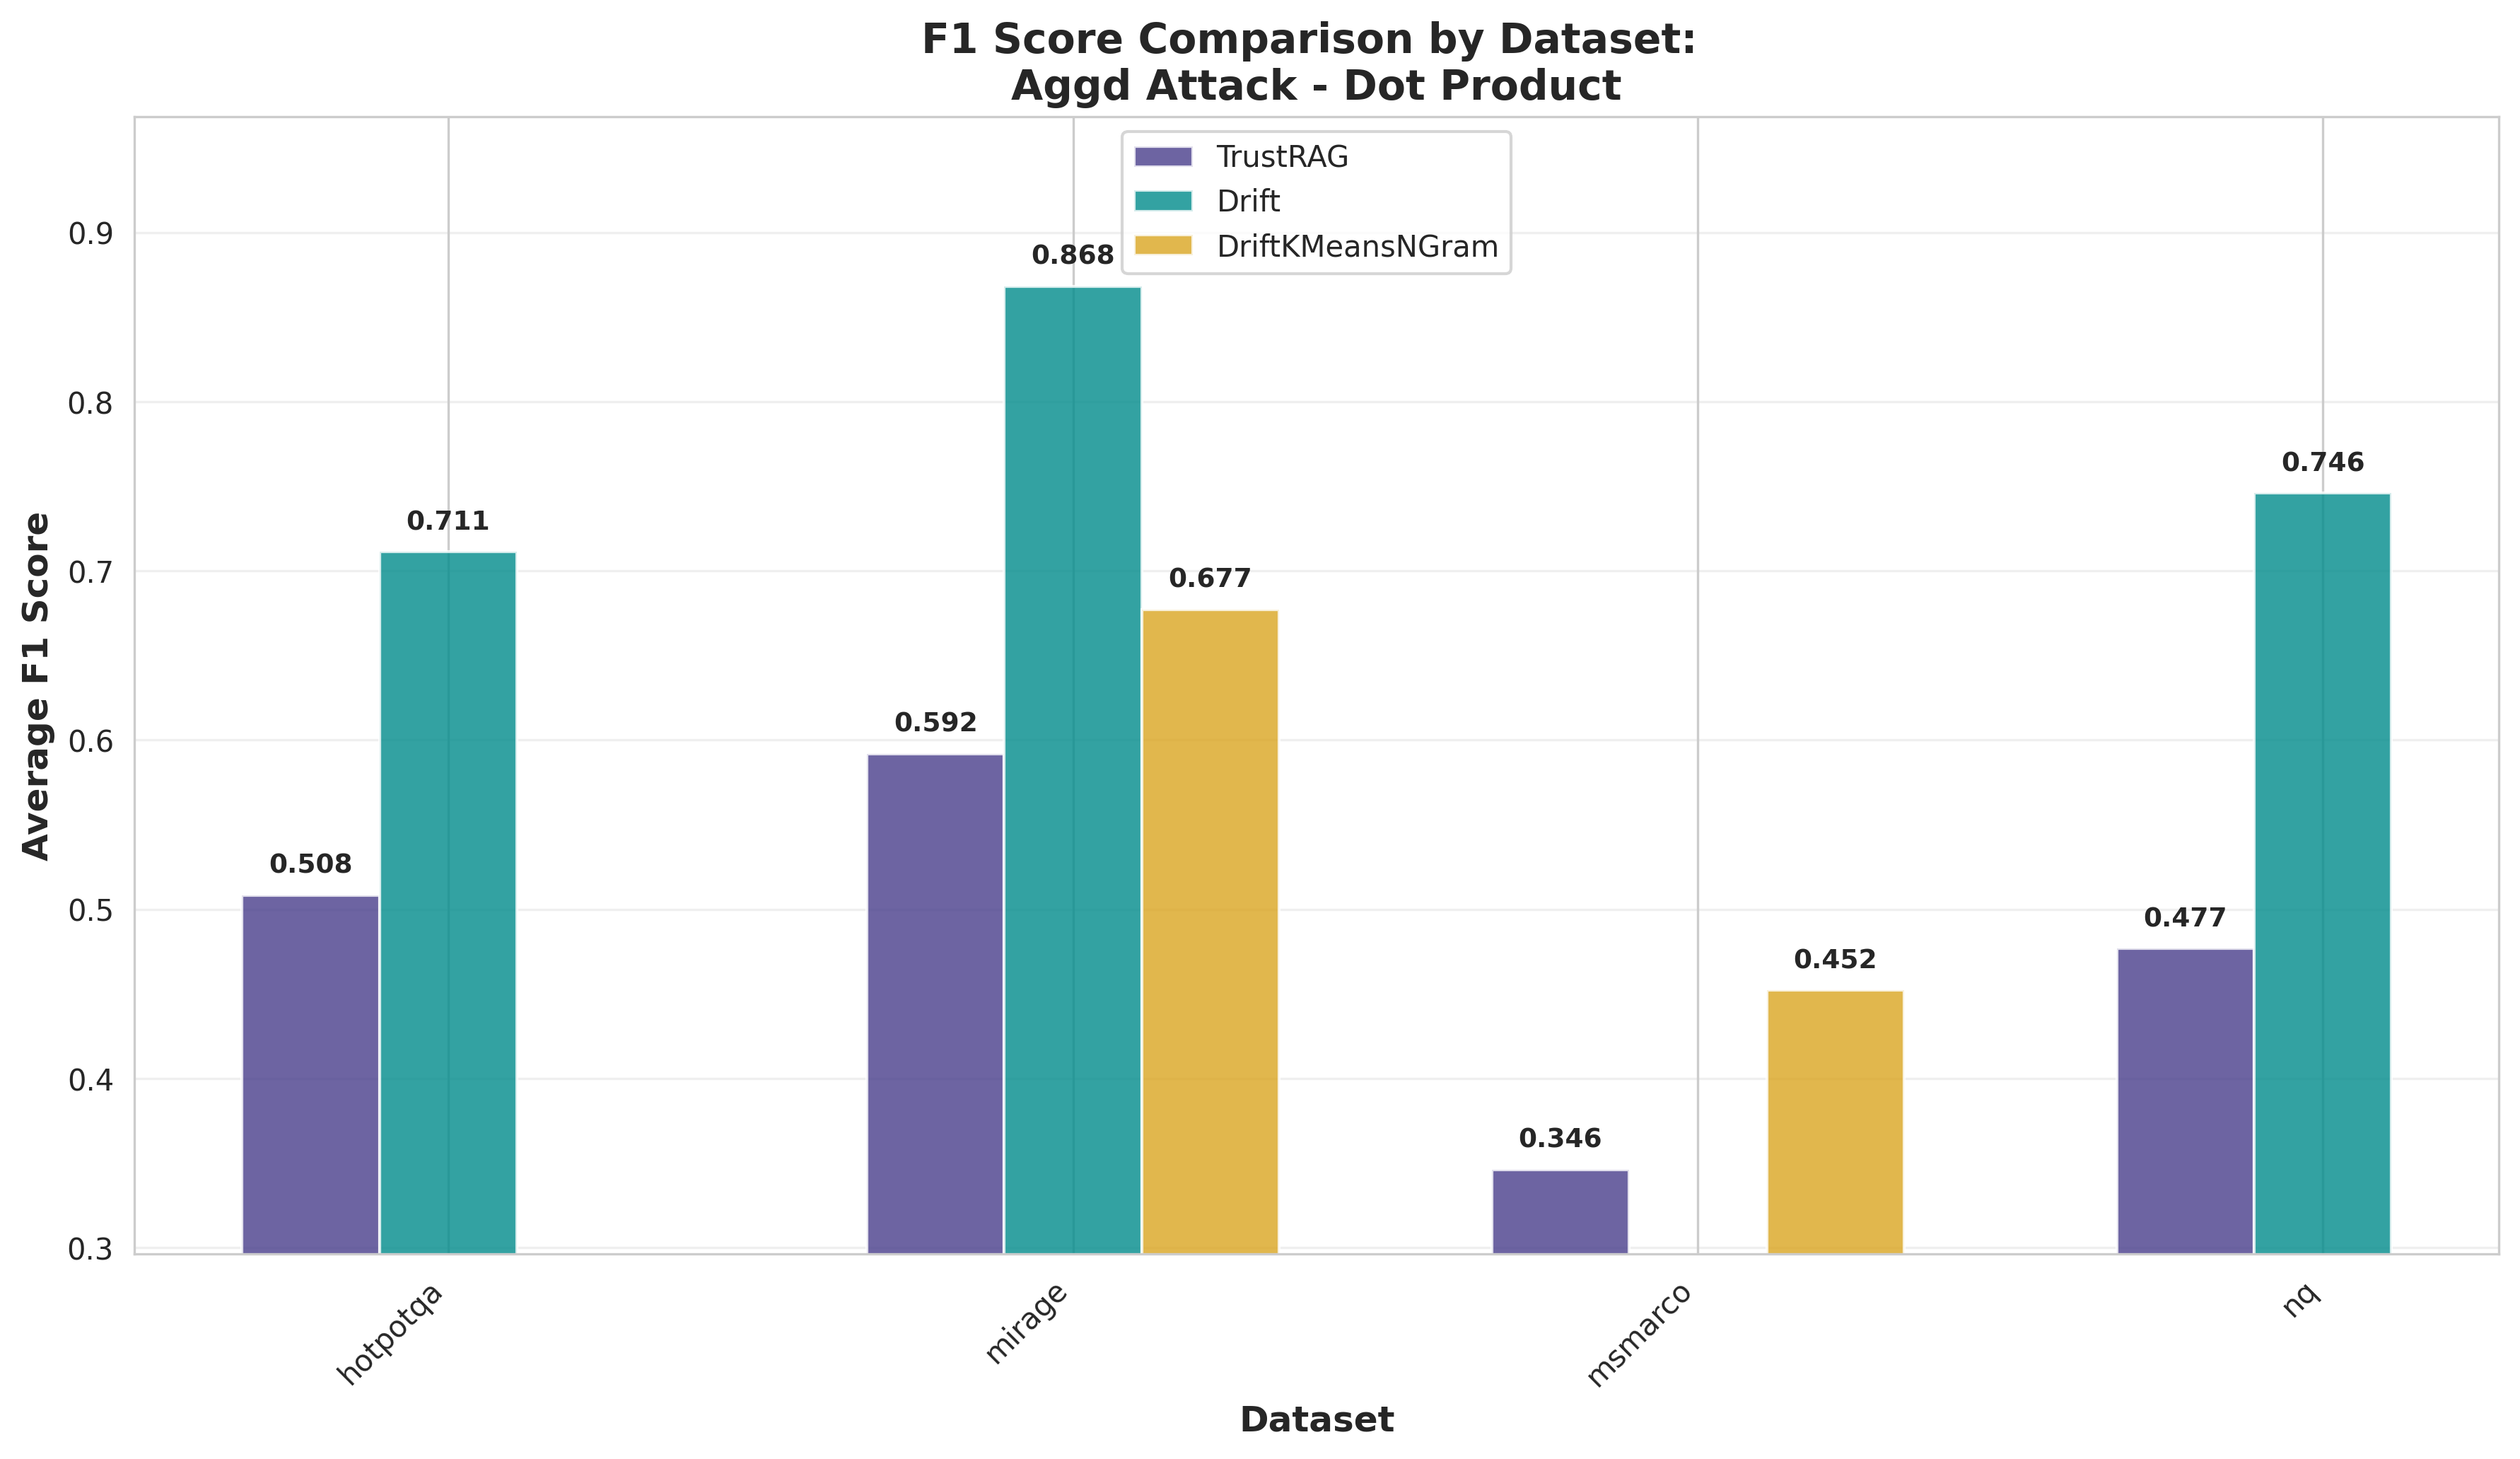 F1 Score Comparison by Dataset:
Aggd Attack - Dot Product
TrustRAG
Drift
DriftKMeansNGram
Average F1 Score
0.9
0.8
0.7
0.6
0.5
0.4
0.3
0.508
0.711
0.592
0.868
0.677
0.346
0.452
0.477
0.746
hotpotqa
mirage
msmarco
nq
Dataset